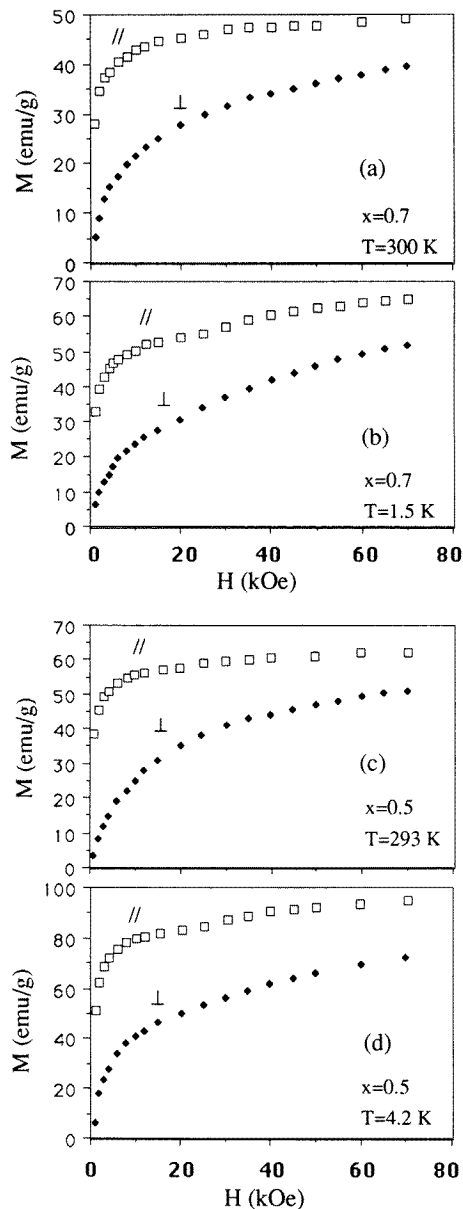 50
40
30
20
10
0
M (emu/g)
//
⊥
(a)
x=0.7
T=300 K
70
60
50
40
30
20
10
0
M (emu/g)
//
⊥
(b)
x=0.7
T=1.5 K
0 20 40 60 80
H (kOe)
70
60
50
40
30
20
10
0
M (emu/g)
//
⊥
(c)
x=0.5
T=293 K
100
80
60
40
20
0
M (emu/g)
//
⊥
(d)
x=0.5
T=4.2 K
0 20 40 60 80
H (kOe)